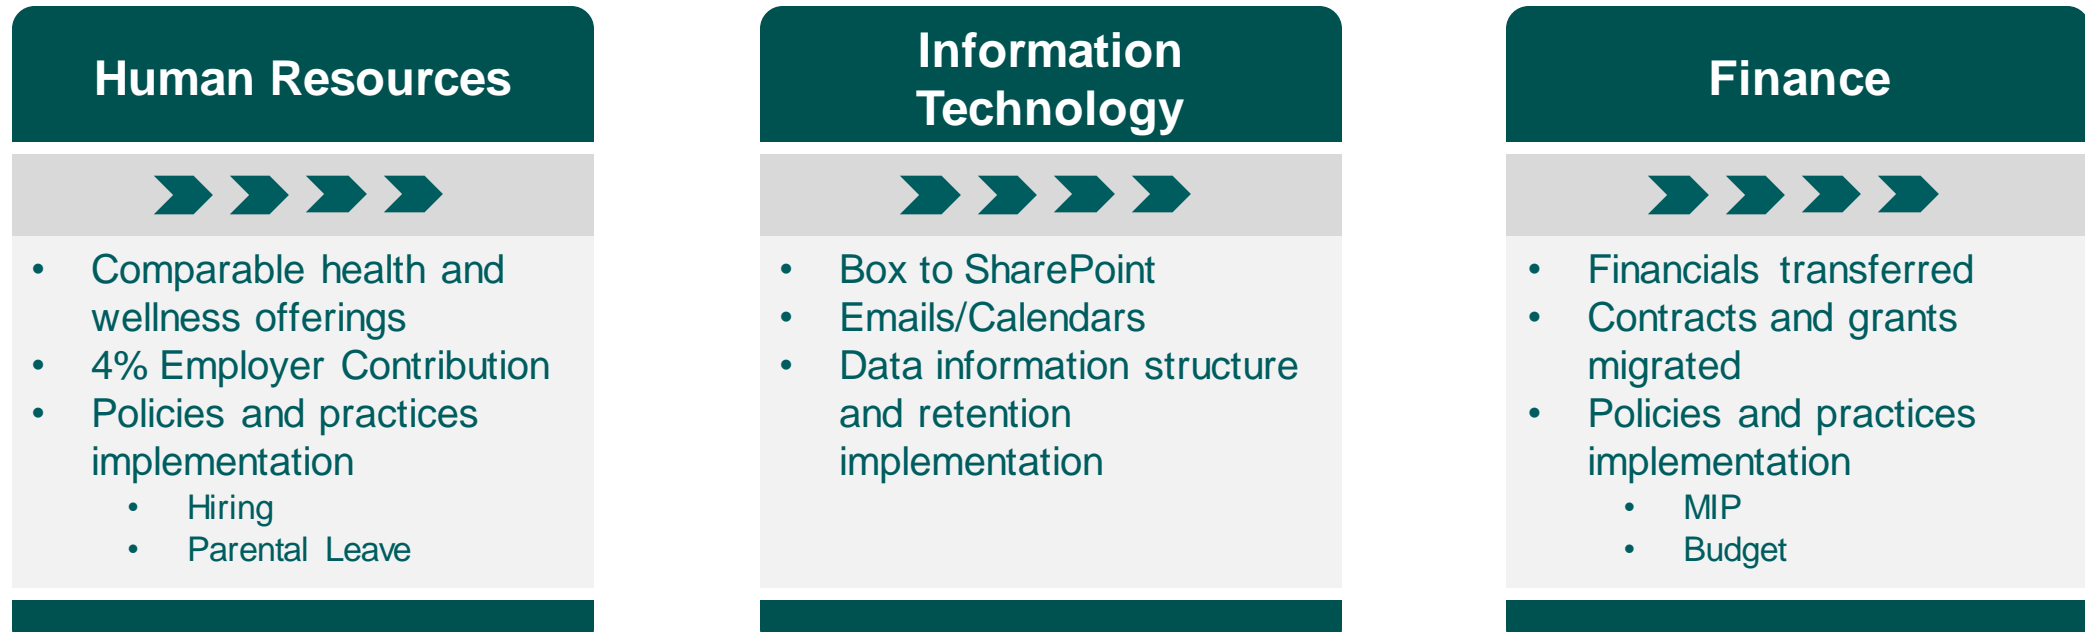 Human Resources
• Comparable health and
wellness offerings
• 4% Employer Contribution
• Policies and practices
implementation
• Hiring
• Parental Leave
Information
Technology
• Box to SharePoint
• Emails/Calendars
• Data information structure
and retention
implementation
Finance
• Financials transferred
• Contracts and grants
migrated
• Policies and practices
implementation
• MIP
• Budget